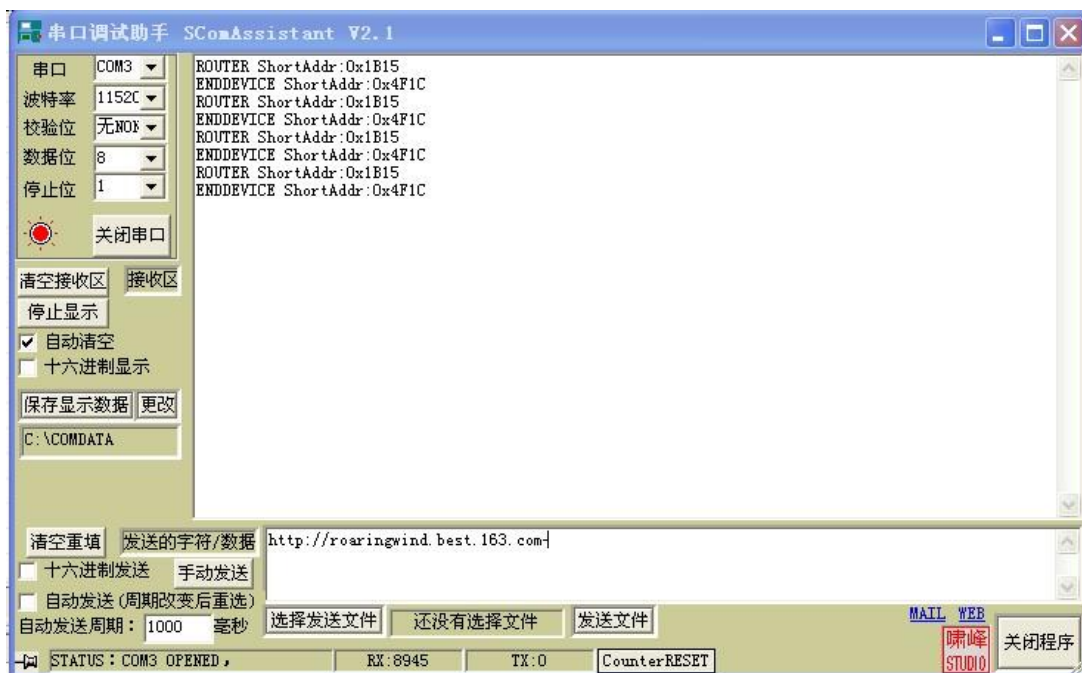 串口调试助手 SComAssistant V2.1
串口 COM3
波特率 11520
校验位 无NON
数据位 8
停止位 1
关闭串口
清空接收区 接收区
停止显示
自动清空
十六进制显示
保存显示数据 更改
C:\COMDATA
ROUTER ShortAddr:0x1B15
ENDDEVICE ShortAddr:0x4F1C
ROUTER ShortAddr:0x1B15
ENDDEVICE ShortAddr:0x4F1C
ROUTER ShortAddr:0x1B15
ENDDEVICE ShortAddr:0x4F1C
ROUTER ShortAddr:0x1B15
ENDDEVICE ShortAddr:0x4F1C
清空重填 发送的字符/数据 http://roaringwind.best.163.com-
十六进制发送 手动发送
自动发送(周期改变后重选)
自动发送周期: 1000 毫秒 选择发送文件 还没有选择文件 发送文件
MAIL WEB
啸峰
STUDIO
关闭程序
STATUS:COM3 OPENED, RX:8945 TX:0 CounterRESET